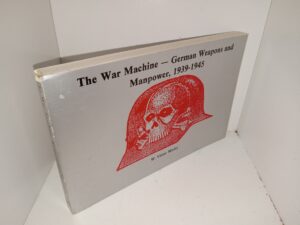 The War Machine — German Weapons and
Manpower, 1939-1945